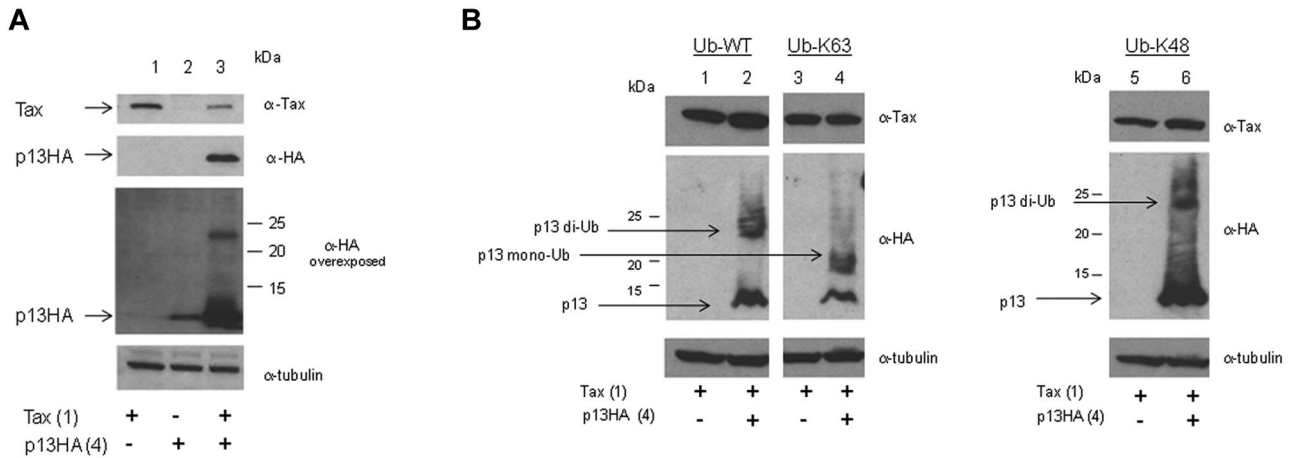 A
1 2 3 kDa
Tax α-Tax
p13HA α-HA
25
20
α-HA
overexposed
15
p13HA
α-tubulin
Tax (1) + - +
p13HA (4) - + +
B
Ub-WT Ub-K63
kDa 1 2 3 4
α-Tax
p13 di-Ub 25
α-HA
p13 mono-Ub 20
15
p13
α-tubulin
Tax (1) + + + +
p13HA (4) - + - +
Ub-K48
kDa 5 6
α-Tax
25
p13 di-Ub
20 α-HA
15
p13
α-tubulin
Tax (1) + +
p13HA (4) - +